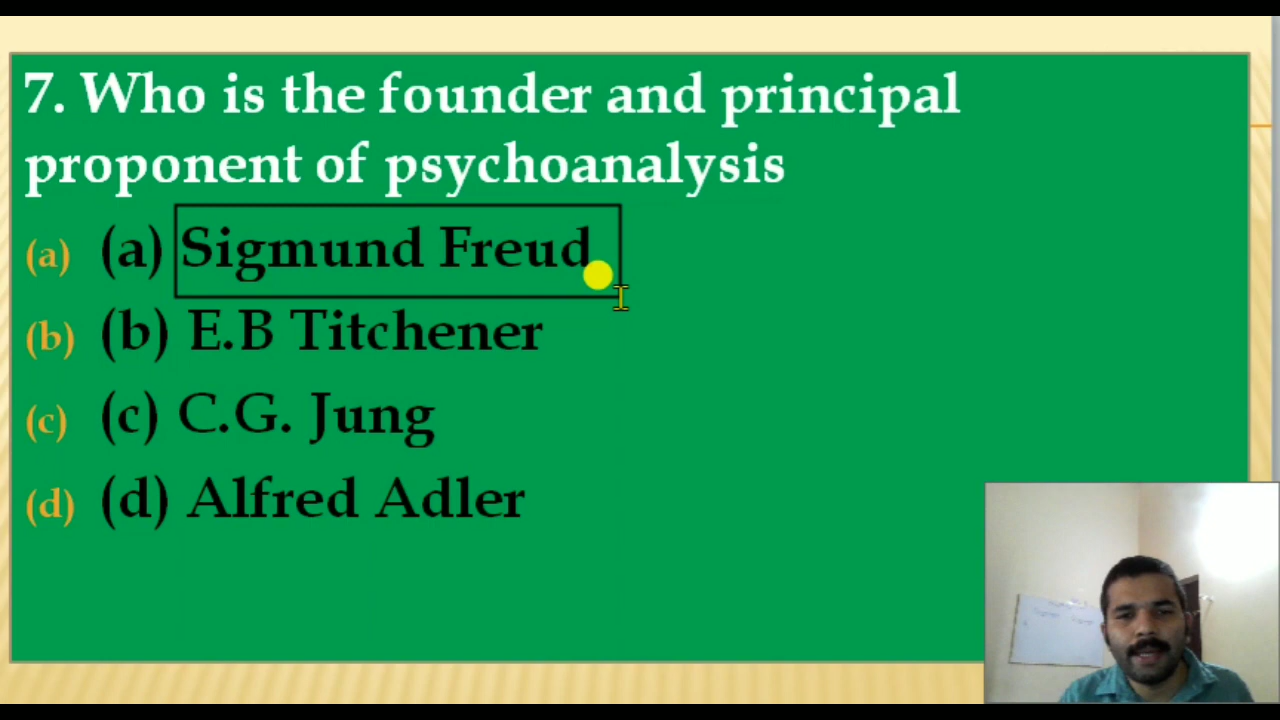 7. Who is the founder and principal
proponent of psychoanalysis
(a) (a) Sigmund Freud
(b) (b) E.B Titchener
(c) (c) C.G. Jung
(d) (d) Alfred Adler